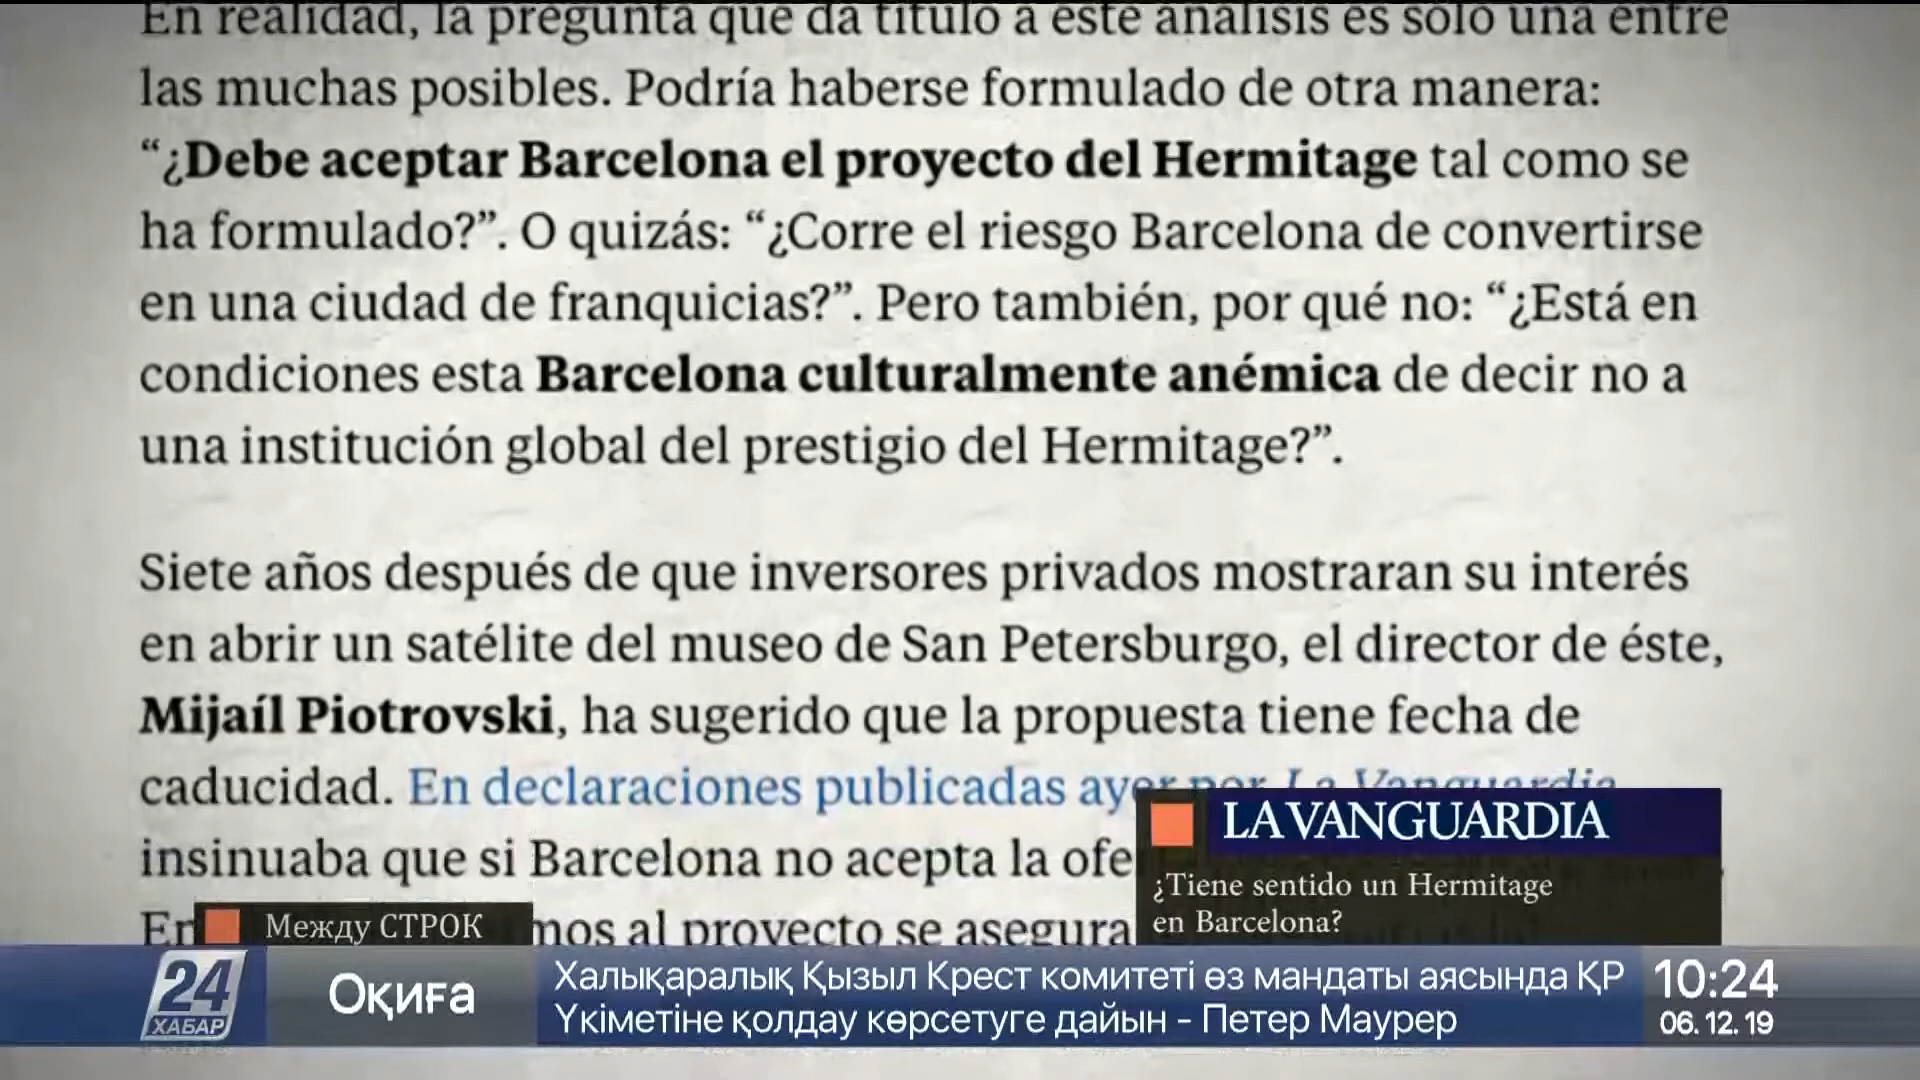 En realidad, la pregunta que da título a este análisis es sólo una entre
las muchas posibles. Podría haberse formulado de otra manera:
“¿Debe aceptar Barcelona el proyecto del Hermitage tal como se
ha formulado?”. O quizás: “¿Corre el riesgo Barcelona de convertirse
en una ciudad de franquicias?”. Pero también, por qué no: “¿Está en
condiciones esta Barcelona culturalmente anémica de decir no a
una institución global del prestigio del Hermitage?”.
Siete años después de que inversores privados mostraran su interés
en abrir un satélite del museo de San Petersburgo, el director de éste,
Mijaíl Piotrovski, ha sugerido que la propuesta tiene fecha de
caducidad. En declaraciones publicadas ayer por La Vanguardia
insinuaba que si Barcelona no acepta la
al proyecto se
LA VANGUARDIA
¿Tiene sentido un Hermitage
en Barcelona?
Между СТРОК
24
ХАБАР
Оқиға
Халықаралық Қызыл Крест комитеті өз мандаты аясында ҚР
Үкіметіне қолдау көрсетуге дайын - Петер Маурер
10:24
06.12.19